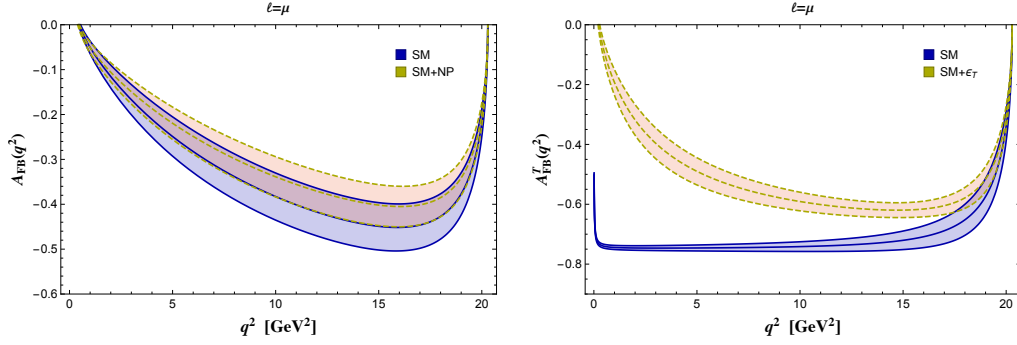 ℓ=μ
0.0
-0.1
-0.2
-0.3
-0.4
-0.5
-0.6
A_FB(q²)
SM
SM+NP
0 5 10 15 20
q² [GeV²]
ℓ=μ
0.0
-0.2
-0.4
-0.6
-0.8
A^T_FB(q²)
SM
SM+ϵ_T
0 5 10 15 20
q² [GeV²]